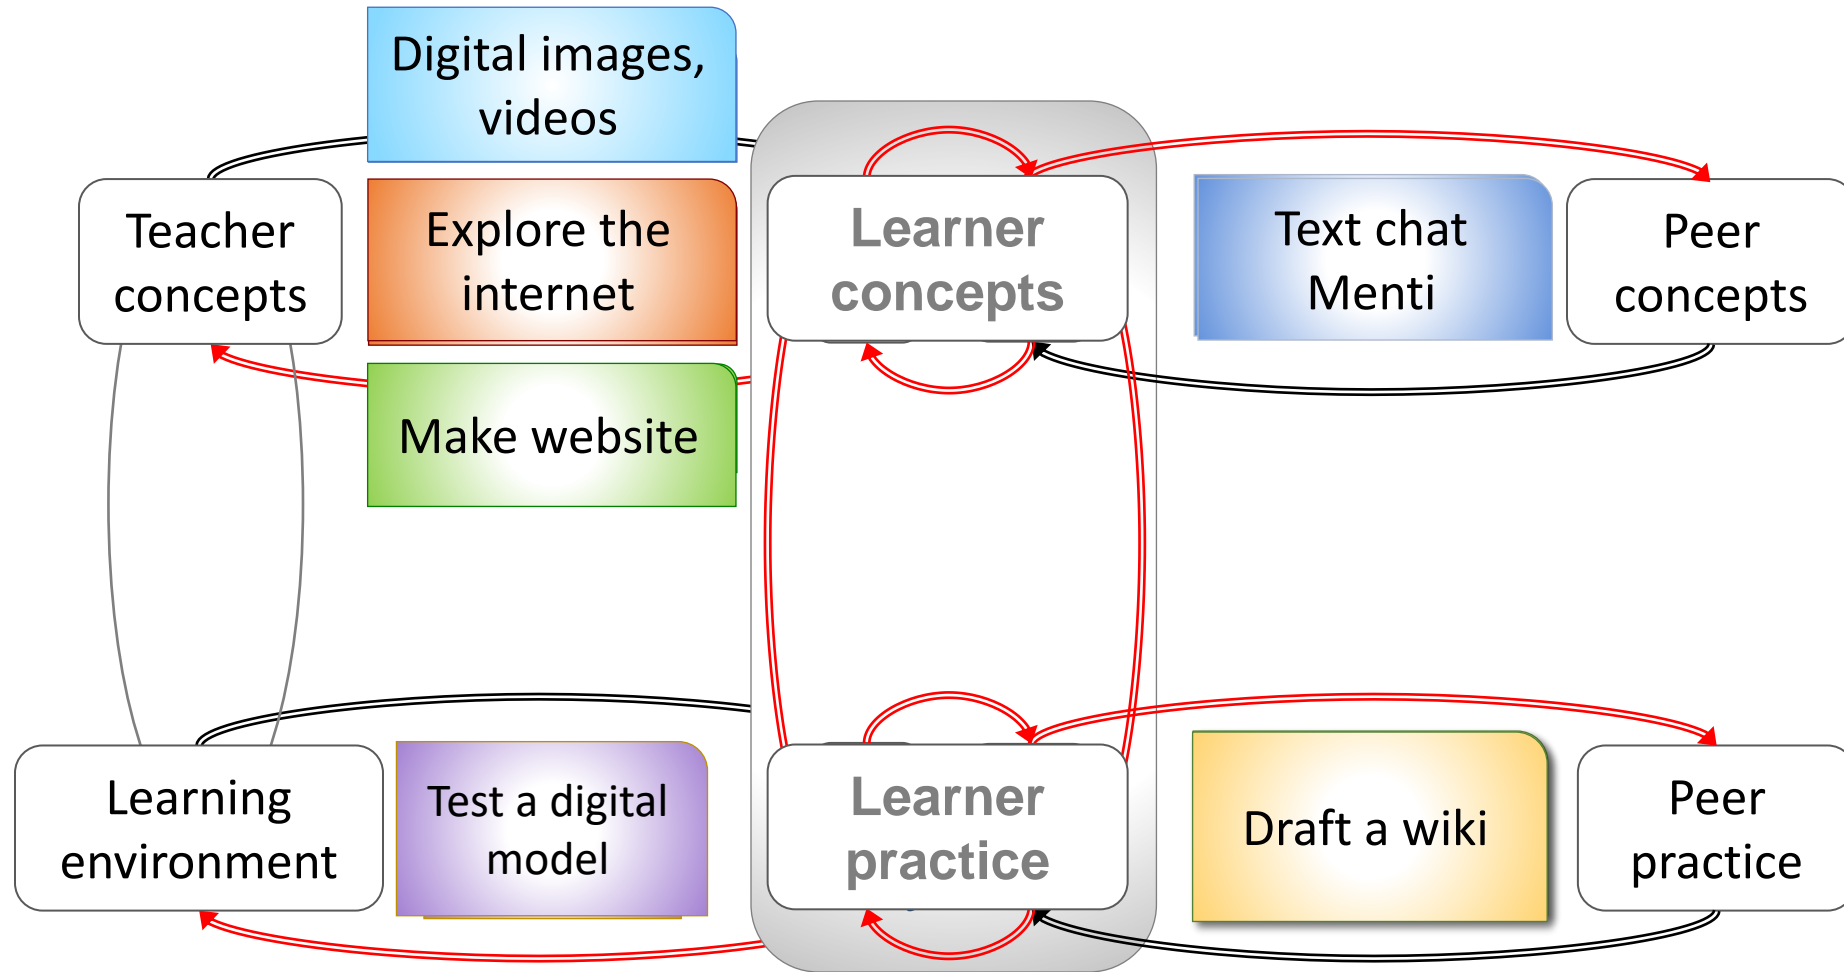 Digital images,
videos
Teacher
concepts
Explore the
internet
Learner
concepts
Text chat
Menti
Peer
concepts
Make website
Learning
environment
Test a digital
model
Learner
practice
Draft a wiki
Peer
practice